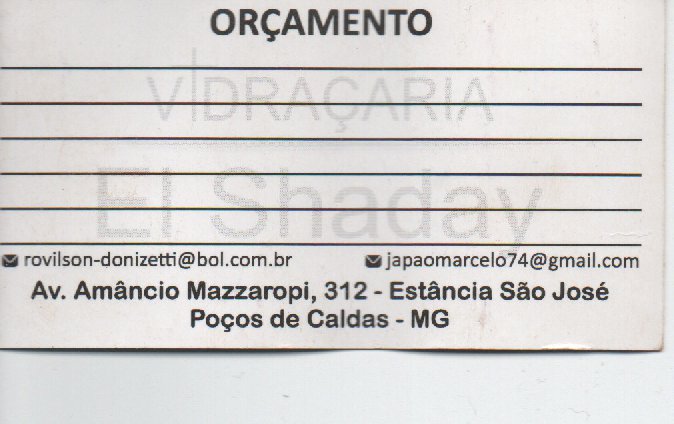 ORÇAMENTO
VIDRAÇARIA
El Shaday
rovilson-donizetti@bol.com.br japaomarcelo74@gmail.com
Av. Amâncio Mazzaropi, 312 - Estância São José
Poços de Caldas - MG